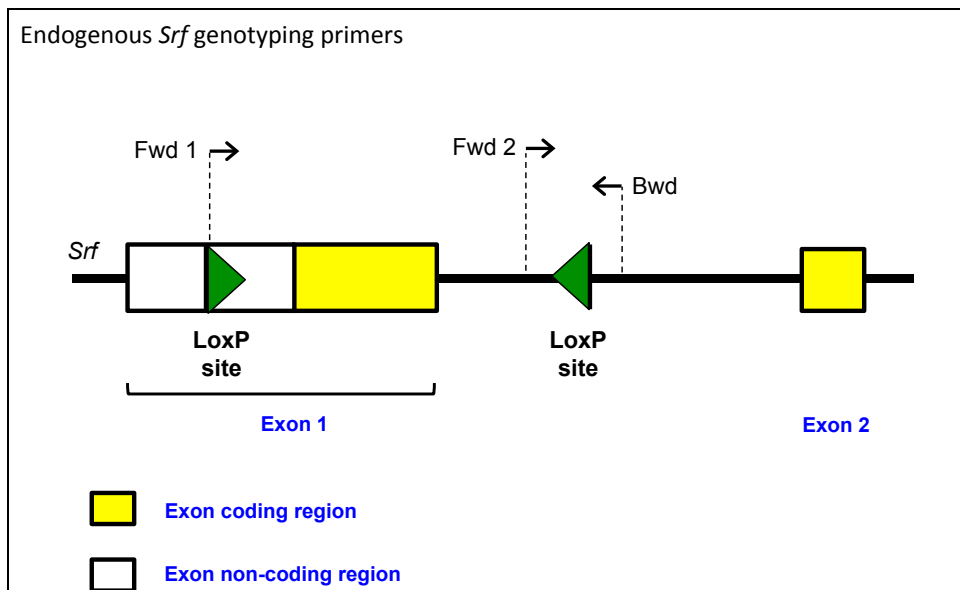 Endogenous Srf genotyping primers
Fwd 1
Fwd 2
Bwd
Srf
LoxP
site
LoxP
site
Exon 1
Exon 2
Exon coding region
Exon non-coding region